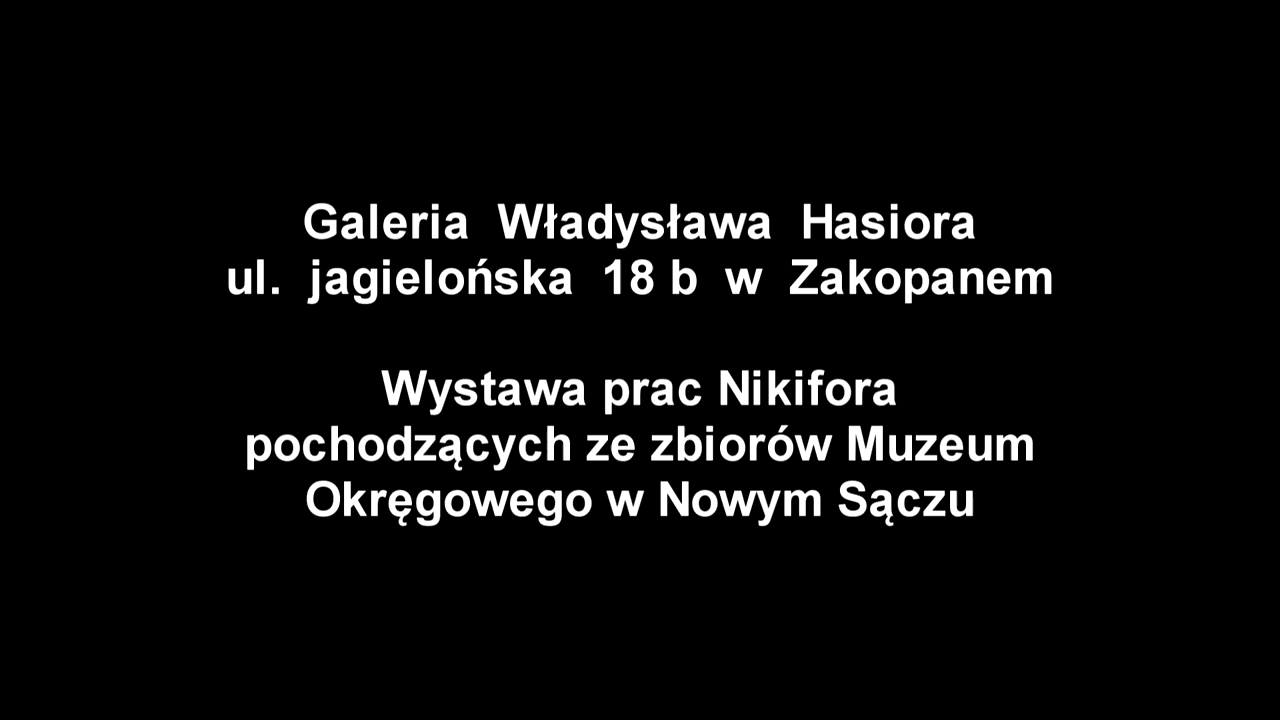 Galeria Władysława Hasiora
ul. jagielońska 18 b w Zakopanem
Wystawa prac Nikifora
pochodzących ze zbiorów Muzeum
Okręgowego w Nowym Sączu